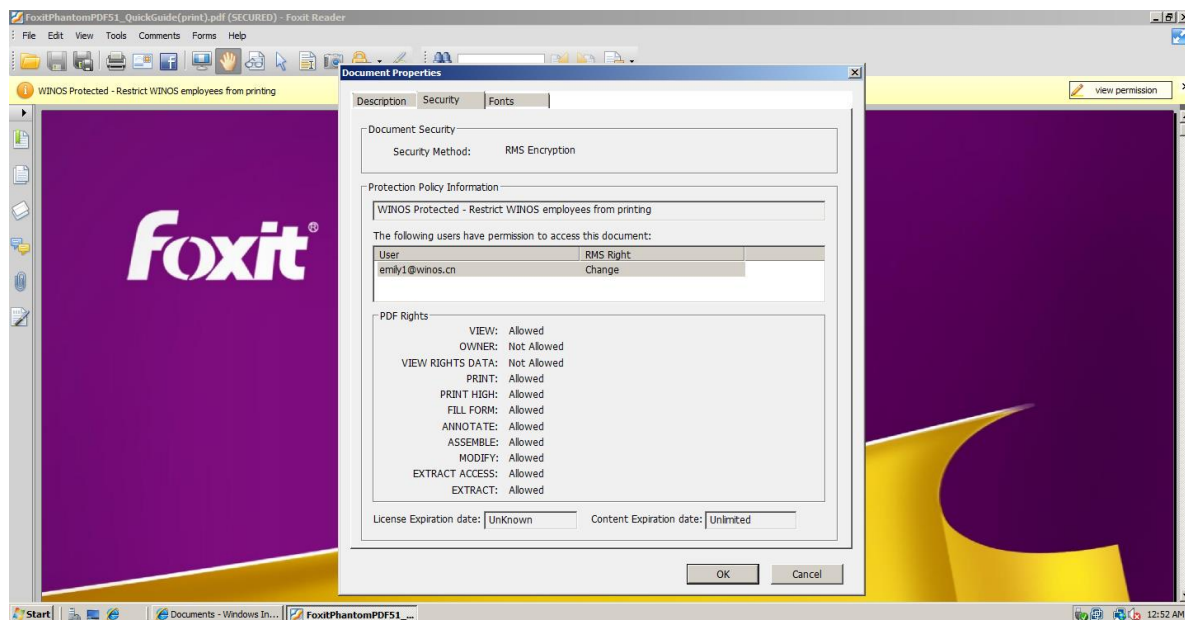 FoxitPhantomPDF51_QuickGuide(print).pdf (SECURED) - Foxit Reader
File Edit View Tools Comments Forms Help
Document Properties
WINOS Protected - Restrict WINOS employees from printing
view permission
Description Security Fonts
Document Security
Security Method: RMS Encryption
Protection Policy Information
WINOS Protected - Restrict WINOS employees from printing
The following users have permission to access this document:
User RMS Right
emily1@winos.cn Change
foxit®
PDF Rights
VIEW: Allowed
OWNER: Not Allowed
VIEW RIGHTS DATA: Not Allowed
PRINT: Allowed
PRINT HIGH: Allowed
FILL FORM: Allowed
ANNOTATE: Allowed
ASSEMBLE: Allowed
MODIFY: Allowed
EXTRACT ACCESS: Allowed
EXTRACT: Allowed
License Expiration date: UnKnown Content Expiration date: Unlimited
OK Cancel
Start Documents - Windows In... FoxitPhantomPDF51_... 12:52 AM